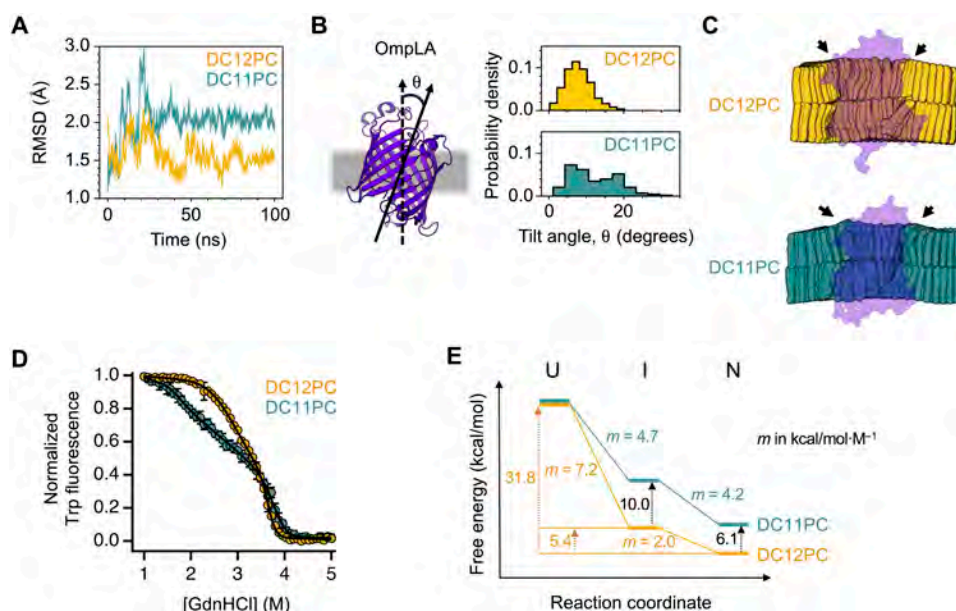 A
RMSD (Å)
3.0
2.5
2.0
1.5
1.0
DC12PC
DC11PC
0
50
100
Time (ns)
B
OmpLA
θ
Probability density
0.1
0.0
DC12PC
0.1
0.0
DC11PC
0
20
Tilt angle, θ (degrees)
C
DC12PC
DC11PC
D
Normalized
Trp fluorescence
1.0
0.8
0.6
0.4
0.2
0.0
DC12PC
DC11PC
1
2
3
4
5
[GdnHCl] (M)
E
Free energy (kcal/mol)
U I N
m in kcal/mol·M⁻¹
m = 4.7
31.8
m = 7.2
10.0
m = 4.2
5.4
m = 2.0
6.1
DC11PC
DC12PC
Reaction coordinate